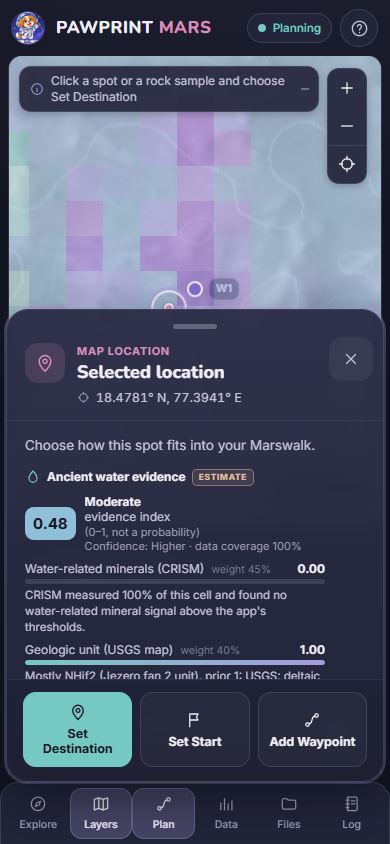 PAWPRINT MARS
Planning
Click a spot or a rock sample and choose
Set Destination
W1
MAP LOCATION
Selected location
18.4781° N, 77.3941° E
Choose how this spot fits into your Marswalk.
Ancient water evidence ESTIMATE
0.48
Moderate
evidence index
(0–1, not a probability)
Confidence: Higher · data coverage 100%
Water-related minerals (CRISM) weight 45% 0.00
CRISM measured 100% of this cell and found no
water-related mineral signal above the app's
thresholds.
Geologic unit (USGS map) weight 40% 1.00
Mostly NHjf2 (Jezero fan 2 unit), prior 1; USGS: deltaic
Set
Destination
Set Start
Add Waypoint
Explore
Layers
Plan
Data
Files
Log